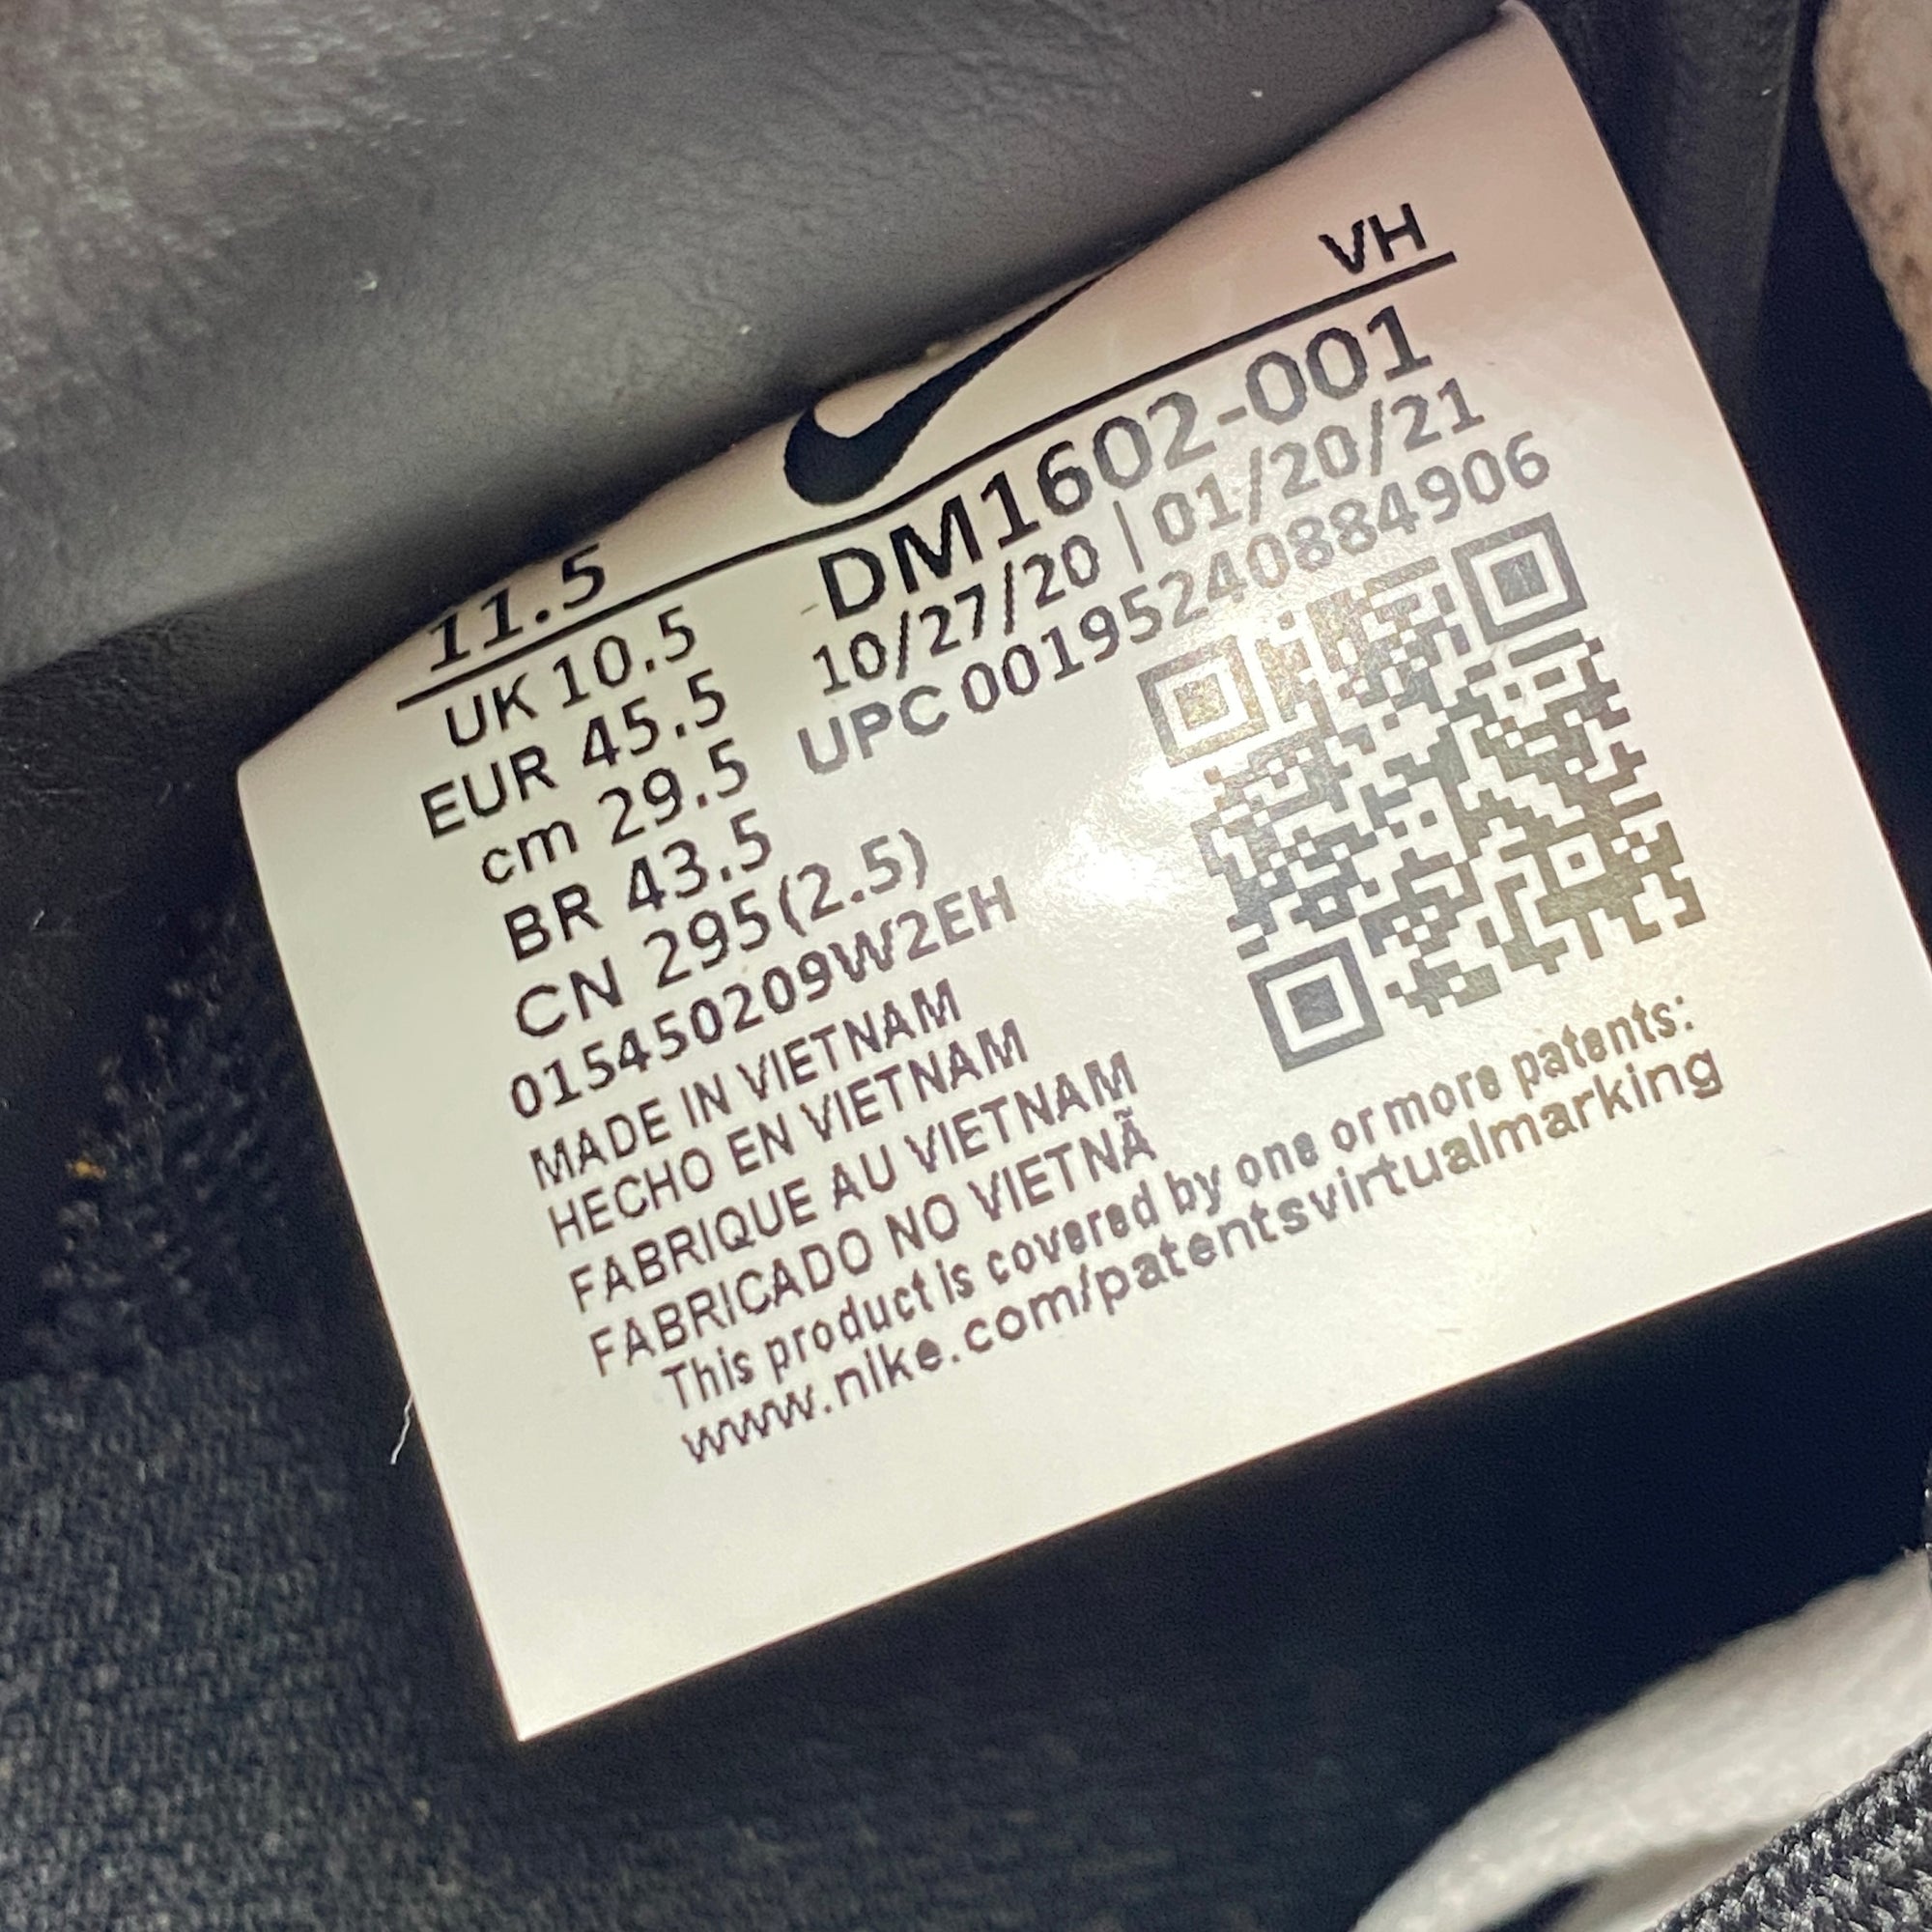 VH
11.5
UK 10.5
EUR 45.5
cm 29.5
BR 43.5
CN 295(2.5)
DM1602-001
10/27/20 | 01/20/21
UPC 00195240884906
015450209W2EH
MADE IN VIETNAM
HECHO EN VIETNAM
FABRIQUE AU VIETNAM
FABRICADO NO VIETNÃ
This product is covered by one or more patents:
www.nike.com/patentsvirtualmarking